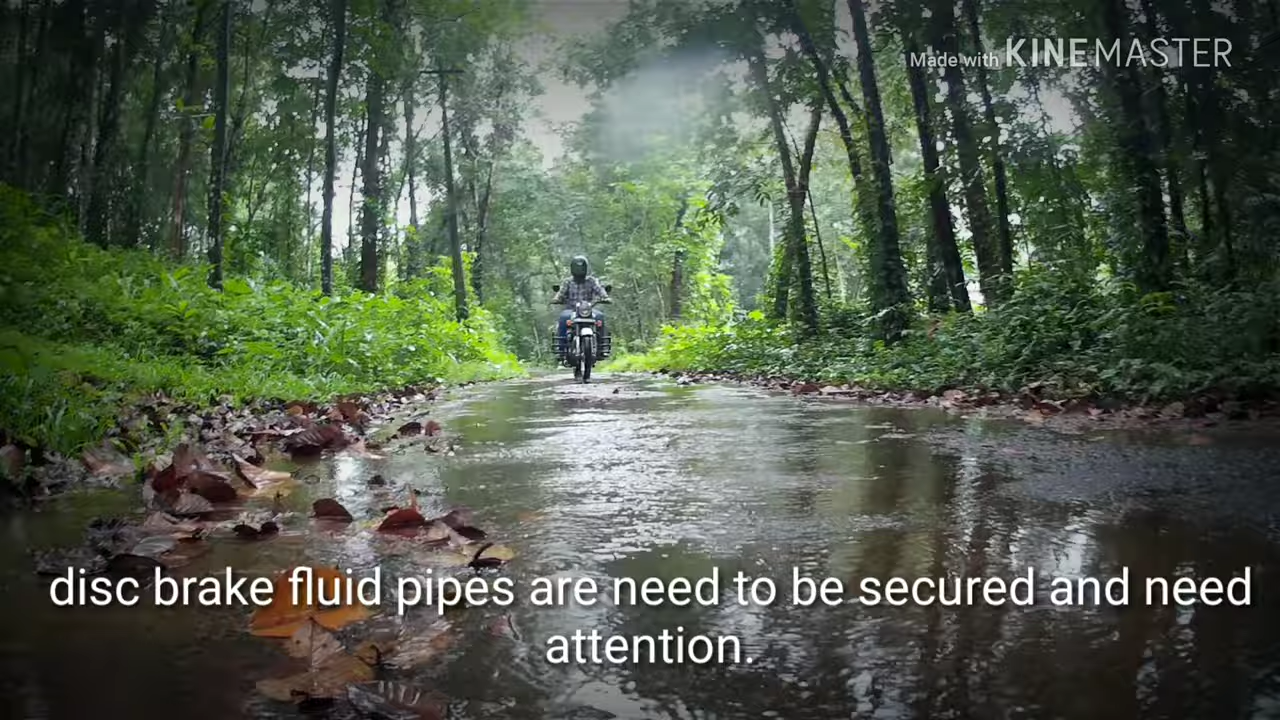 Made with KINEMASTER
disc brake fluid pipes are need to be secured and need
attention.